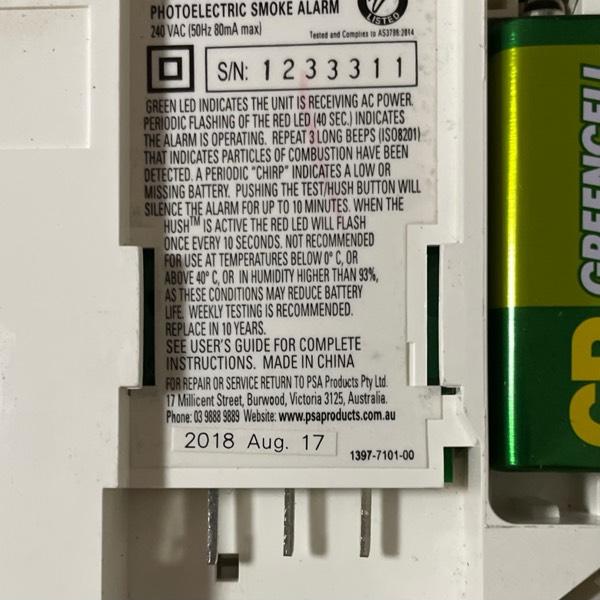 PHOTOELECTRIC SMOKE ALARM
240 VAC (50Hz 80mA max)
Tested and Complies to AS3786:2014
LISTED
S/N: 1233311
GREEN LED INDICATES THE UNIT IS RECEIVING AC POWER.
PERIODIC FLASHING OF THE RED LED (40 SEC.) INDICATES
THE ALARM IS OPERATING. REPEAT 3 LONG BEEPS (ISO8201)
THAT INDICATES PARTICLES OF COMBUSTION HAVE BEEN
DETECTED. A PERIODIC "CHIRP" INDICATES A LOW OR
MISSING BATTERY. PUSHING THE TEST/HUSH BUTTON WILL
SILENCE THE ALARM FOR UP TO 10 MINUTES. WHEN THE
HUSH™ IS ACTIVE THE RED LED WILL FLASH
ONCE EVERY 10 SECONDS. NOT RECOMMENDED
FOR USE AT TEMPERATURES BELOW 0° C, OR
ABOVE 40° C, OR IN HUMIDITY HIGHER THAN 93%,
AS THESE CONDITIONS MAY REDUCE BATTERY
LIFE. WEEKLY TESTING IS RECOMMENDED.
REPLACE IN 10 YEARS.
SEE USER'S GUIDE FOR COMPLETE
INSTRUCTIONS. MADE IN CHINA
FOR REPAIR OR SERVICE RETURN TO PSA Products Pty Ltd.
17 Millicent Street, Burwood, Victoria 3125, Australia.
Phone: 03 9888 9889 Website: www.psaproducts.com.au
2018 Aug. 17
1397-7101-00
GREENCELL
GP